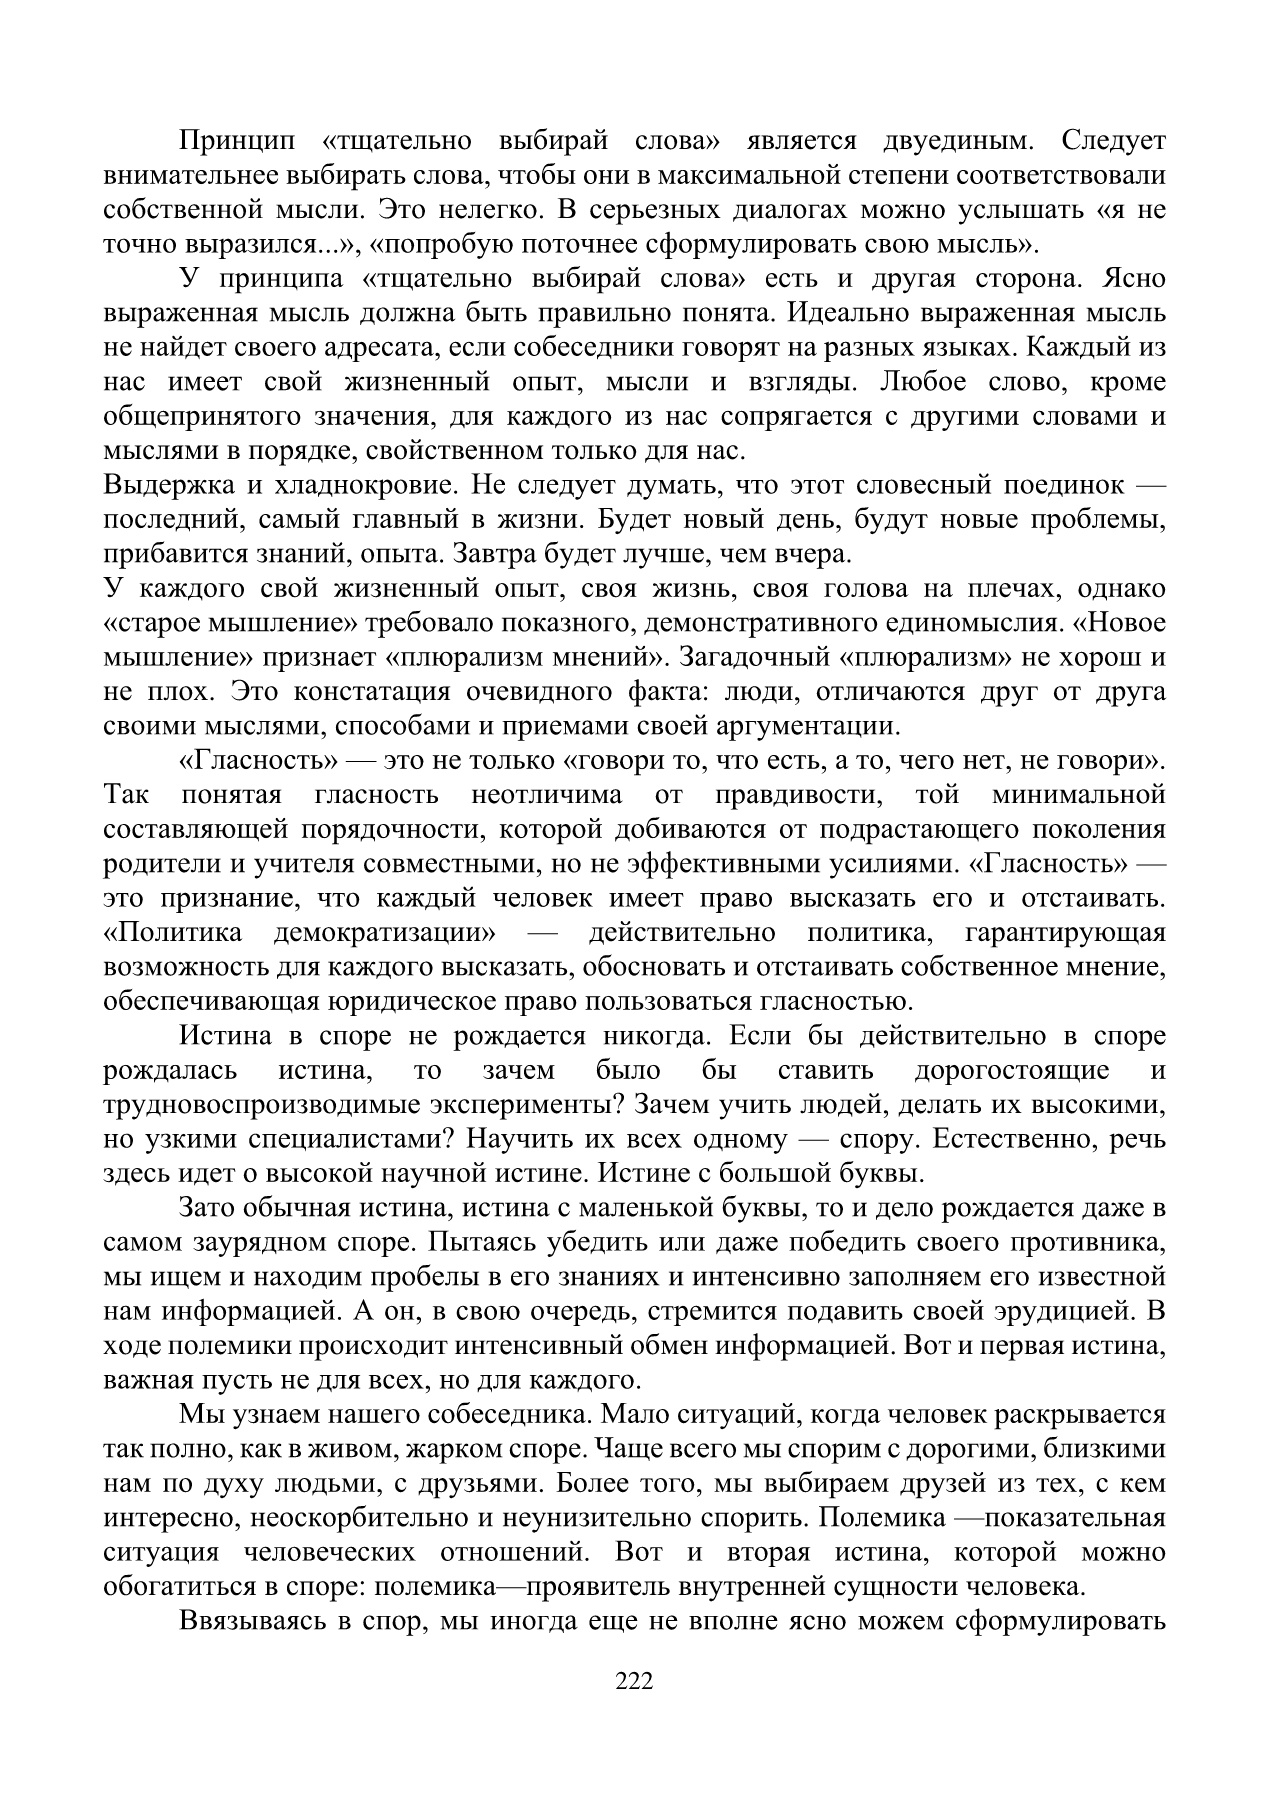 Принцип «тщательно выбирай слова» является двуединым. Следует
внимательнее выбирать слова, чтобы они в максимальной степени соответствовали
собственной мысли. Это нелегко. В серьезных диалогах можно услышать «я не
точно выразился...», «попробую поточнее сформулировать свою мысль».
У принципа «тщательно выбирай слова» есть и другая сторона. Ясно
выраженная мысль должна быть правильно понята. Идеально выраженная мысль
не найдет своего адресата, если собеседники говорят на разных языках. Каждый из
нас имеет свой жизненный опыт, мысли и взгляды. Любое слово, кроме
общепринятого значения, для каждого из нас сопрягается с другими словами и
мыслями в порядке, свойственном только для нас.
Выдержка и хладнокровие. Не следует думать, что этот словесный поединок —
последний, самый главный в жизни. Будет новый день, будут новые проблемы,
прибавится знаний, опыта. Завтра будет лучше, чем вчера.
У каждого свой жизненный опыт, своя жизнь, своя голова на плечах, однако
«старое мышление» требовало показного, демонстративного единомыслия. «Новое
мышление» признает «плюрализм мнений». Загадочный «плюрализм» не хорош и
не плох. Это констатация очевидного факта: люди, отличаются друг от друга
своими мыслями, способами и приемами своей аргументации.
«Гласность» — это не только «говори то, что есть, а то, чего нет, не говори».
Так понятая гласность неотличима от правдивости, той минимальной
составляющей порядочности, которой добиваются от подрастающего поколения
родители и учителя совместными, но не эффективными усилиями. «Гласность» —
это признание, что каждый человек имеет право высказать его и отстаивать.
«Политика демократизации» — действительно политика, гарантирующая
возможность для каждого высказать, обосновать и отстаивать собственное мнение,
обеспечивающая юридическое право пользоваться гласностью.
Истина в споре не рождается никогда. Если бы действительно в споре
рождалась истина, то зачем было бы ставить дорогостоящие и
трудновоспроизводимые эксперименты? Зачем учить людей, делать их высокими,
но узкими специалистами? Научить их всех одному — спору. Естественно, речь
здесь идет о высокой научной истине. Истине с большой буквы.
Зато обычная истина, истина с маленькой буквы, то и дело рождается даже в
самом заурядном споре. Пытаясь убедить или даже победить своего противника,
мы ищем и находим пробелы в его знаниях и интенсивно заполняем его известной
нам информацией. А он, в свою очередь, стремится подавить своей эрудицией. В
ходе полемики происходит интенсивный обмен информацией. Вот и первая истина,
важная пусть не для всех, но для каждого.
Мы узнаем нашего собеседника. Мало ситуаций, когда человек раскрывается
так полно, как в живом, жарком споре. Чаще всего мы спорим с дорогими, близкими
нам по духу людьми, с друзьями. Более того, мы выбираем друзей из тех, с кем
интересно, неоскорбительно и неунизительно спорить. Полемика —показательная
ситуация человеческих отношений. Вот и вторая истина, которой можно
обогатиться в споре: полемика—проявитель внутренней сущности человека.
Ввязываясь в спор, мы иногда еще не вполне ясно можем сформулировать
222